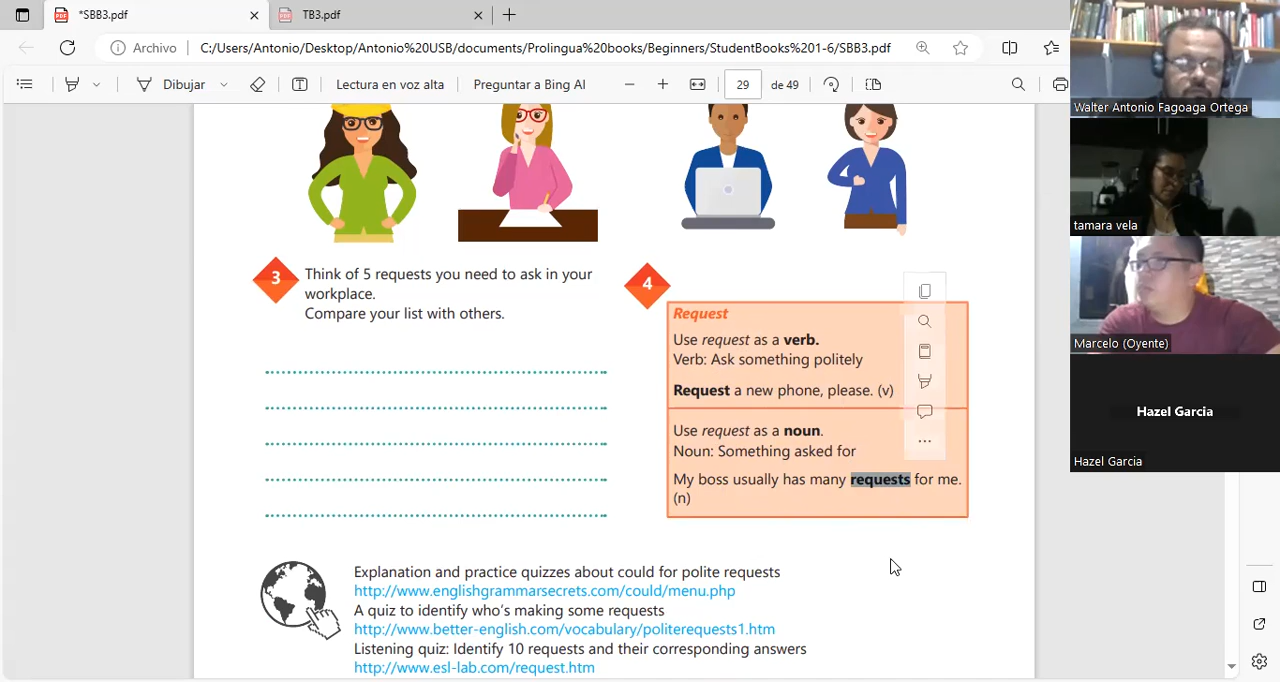 *SBB3.pdf
TB3.pdf
Archivo
C:/Users/Antonio/Desktop/Antonio%20USB/documents/Prolingua%20books/Beginners/StudentBooks%201-6/SBB3.pdf
Dibujar
Lectura en voz alta
Preguntar a Bing AI
29
de 49
3
Think of 5 requests you need to ask in your
workplace.
Compare your list with others.
4
Request
Use request as a verb.
Verb: Ask something politely
Request a new phone, please. (v)
Use request as a noun.
Noun: Something asked for
My boss usually has many requests for me.
(n)
Explanation and practice quizzes about could for polite requests
http://www.englishgrammarsecrets.com/could/menu.php
A quiz to identify who's making some requests
http://www.better-english.com/vocabulary/politerequests1.htm
Listening quiz: Identify 10 requests and their corresponding answers
http://www.esl-lab.com/request.htm
Walter Antonio Fagoaga Ortega
tamara vela
Marcelo (Oyente)
Hazel Garcia
Hazel Garcia